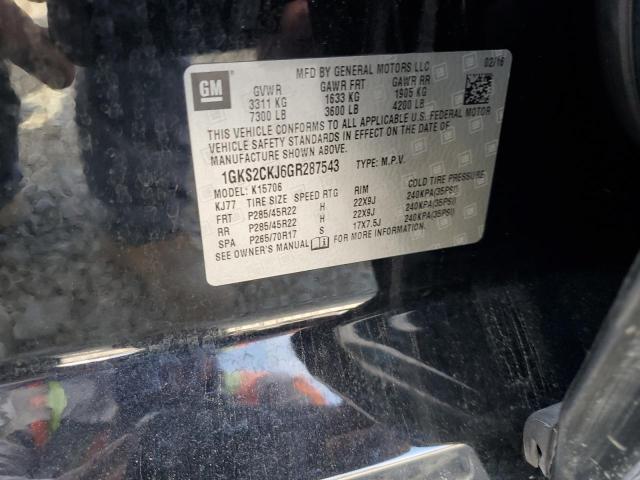 MFD BY GENERAL MOTORS LLC 02/16
GM GVWR GAWR FRT GAWR RR
3311 KG 1633 KG 1905 KG
7300 LB 3600 LB 4200 LB
THIS VEHICLE CONFORMS TO ALL APPLICABLE U.S. FEDERAL MOTOR
VEHICLE SAFETY STANDARDS IN EFFECT ON THE DATE OF
MANUFACTURE SHOWN ABOVE.
1GKS2CKJ6GR287543 TYPE: M.P.V.
MODEL: K15706
KJ77 TIRE SIZE SPEED RTG RIM COLD TIRE PRESSURE
FRT P285/45R22 H 22X9J 240KPA(35PSI)
RR P285/45R22 H 22X9J 240KPA(35PSI)
SPA P265/70R17 S 17X7.5J 240KPA(35PSI)
SEE OWNER'S MANUAL FOR MORE INFORMATION.